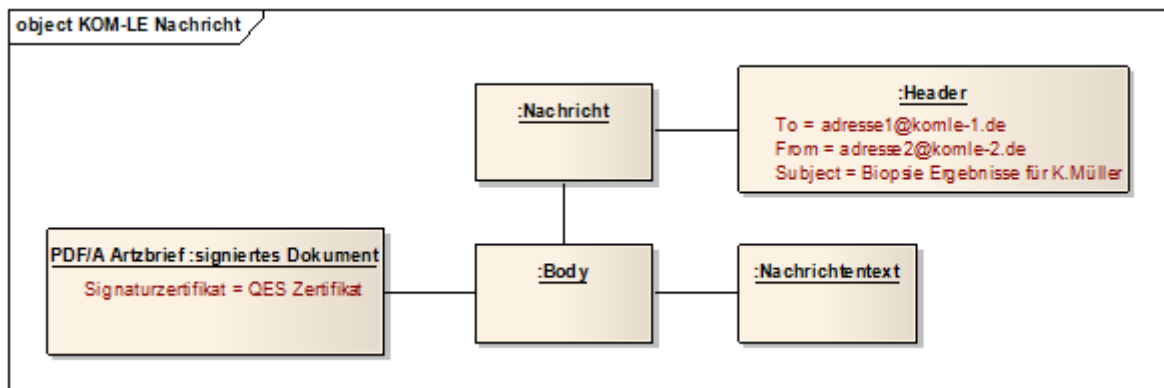 object KOM-LE Nachricht
:Nachricht
:Header
To = adresse1@komle-1.de
From = adresse2@komle-2.de
Subject = Biopsie Ergebnisse für K.Müller
PDF/A Artzbrief :signiertes Dokument
Signaturzertifikat = QES Zertifikat
:Body
:Nachrichtentext